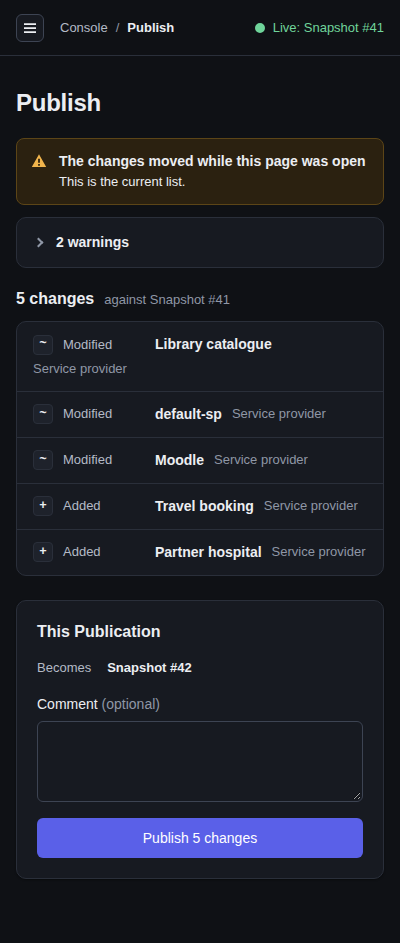 Console / Publish
Live: Snapshot #41
Publish
The changes moved while this page was open
This is the current list.
2 warnings
5 changes against Snapshot #41
~ Modified Library catalogue
Service provider
~ Modified default-sp Service provider
~ Modified Moodle Service provider
+ Added Travel booking Service provider
+ Added Partner hospital Service provider
This Publication
Becomes Snapshot #42
Comment (optional)
Publish 5 changes